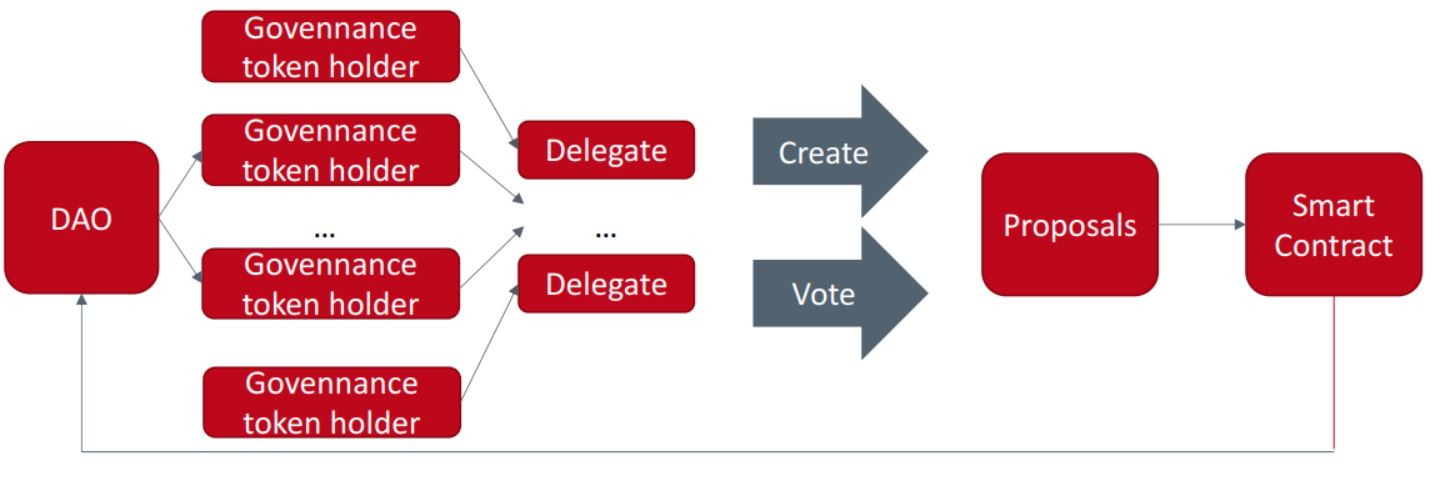 Govennance
token holder
Govennance
token holder
Delegate
Create
DAO
...
...
Proposals
Smart
Contract
Govennance
token holder
Delegate
Vote
Govennance
token holder